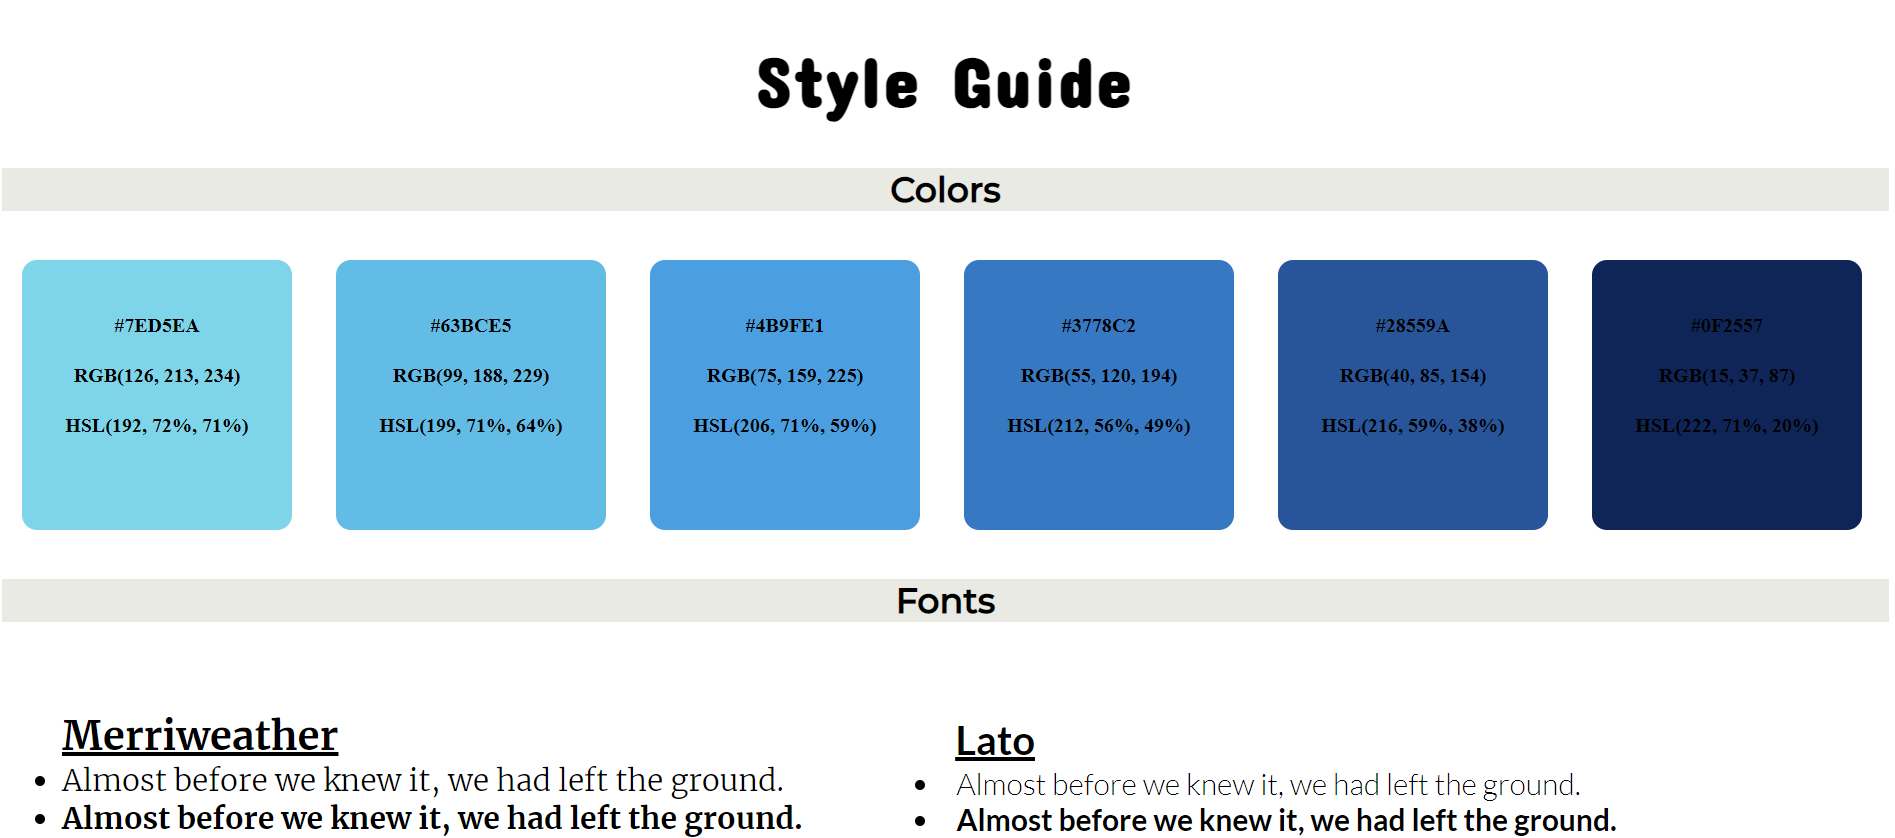 Style Guide
Colors
#7ED5EA
RGB(126, 213, 234)
HSL(192, 72%, 71%)
#63BCE5
RGB(99, 188, 229)
HSL(199, 71%, 64%)
#4B9FE1
RGB(75, 159, 225)
HSL(206, 71%, 59%)
#3778C2
RGB(55, 120, 194)
HSL(212, 56%, 49%)
#28559A
RGB(40, 85, 154)
HSL(216, 59%, 38%)
#0F2557
RGB(15, 37, 87)
HSL(222, 71%, 20%)
Fonts
Merriweather
• Almost before we knew it, we had left the ground.
• Almost before we knew it, we had left the ground.
Lato
• Almost before we knew it, we had left the ground.
• Almost before we knew it, we had left the ground.